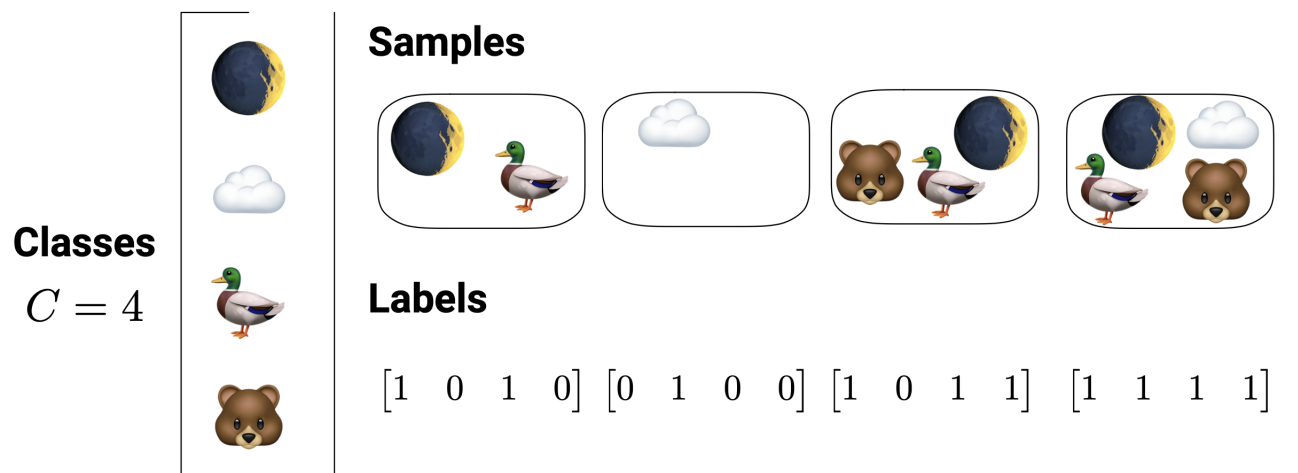 Samples
Classes
C = 4
Labels
[1 0 1 0] [0 1 0 0] [1 0 1 1] [1 1 1 1]